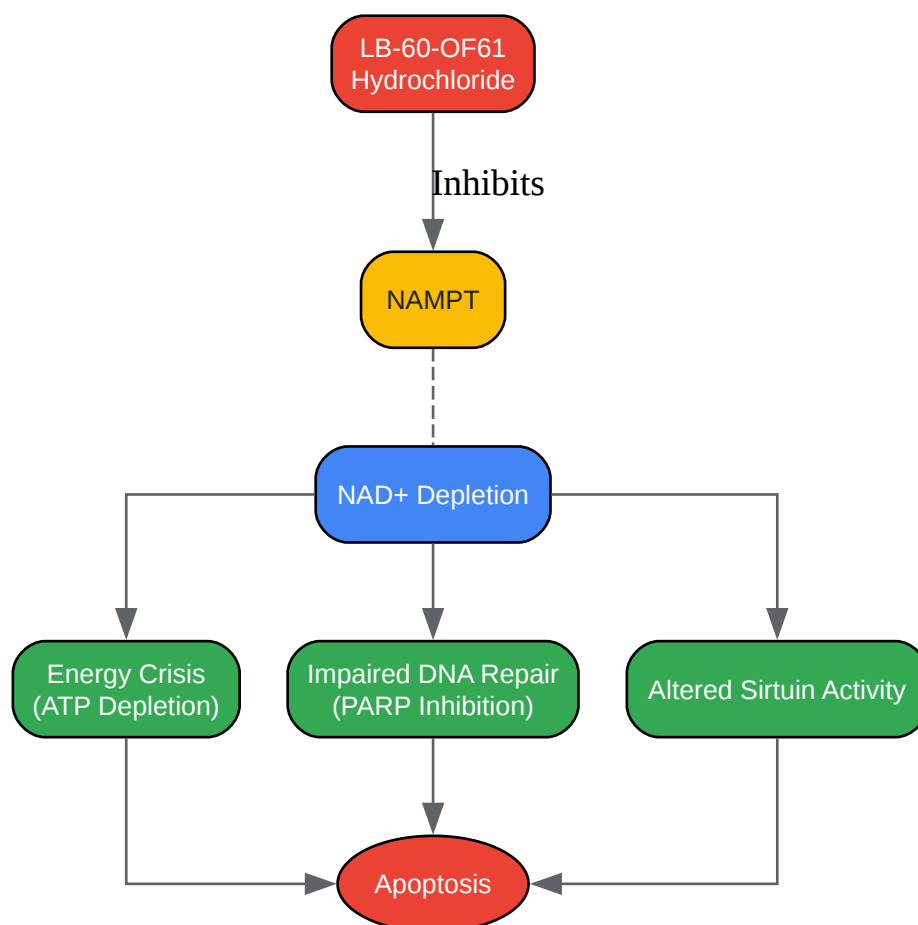 LB-60-OF61
Hydrochloride
Inhibits
NAMPT
NAD+ Depletion
Energy Crisis
(ATP Depletion)
Impaired DNA Repair
(PARP Inhibition)
Altered Sirtuin Activity
Apoptosis